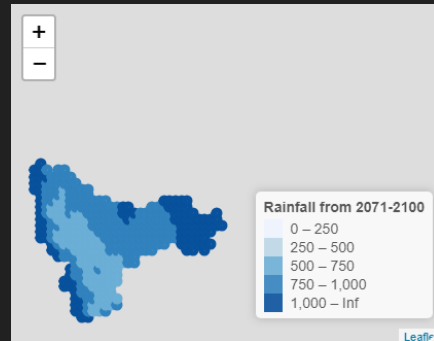 +
−
Rainfall from 2071-2100
0 – 250
250 – 500
500 – 750
750 – 1,000
1,000 – Inf
Leafle